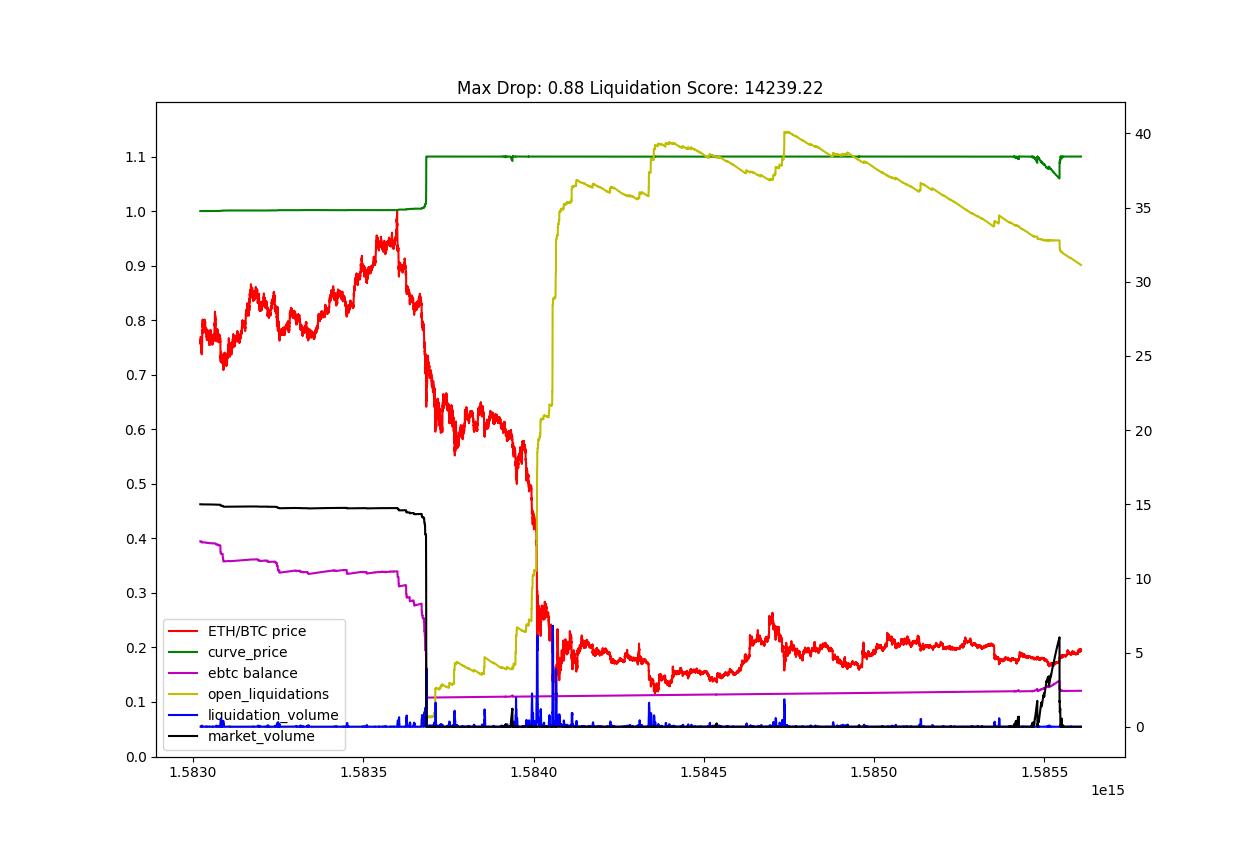 Max Drop: 0.88 Liquidation Score: 14239.22
1.1
1.0
0.9
0.8
0.7
0.6
0.5
0.4
0.3
0.2
0.1
0.0
40
35
30
25
20
15
10
5
0
ETH/BTC price
curve_price
ebtc balance
open_liquidations
liquidation_volume
market_volume
1.5830 1.5835 1.5840 1.5845 1.5850 1.5855
1e15